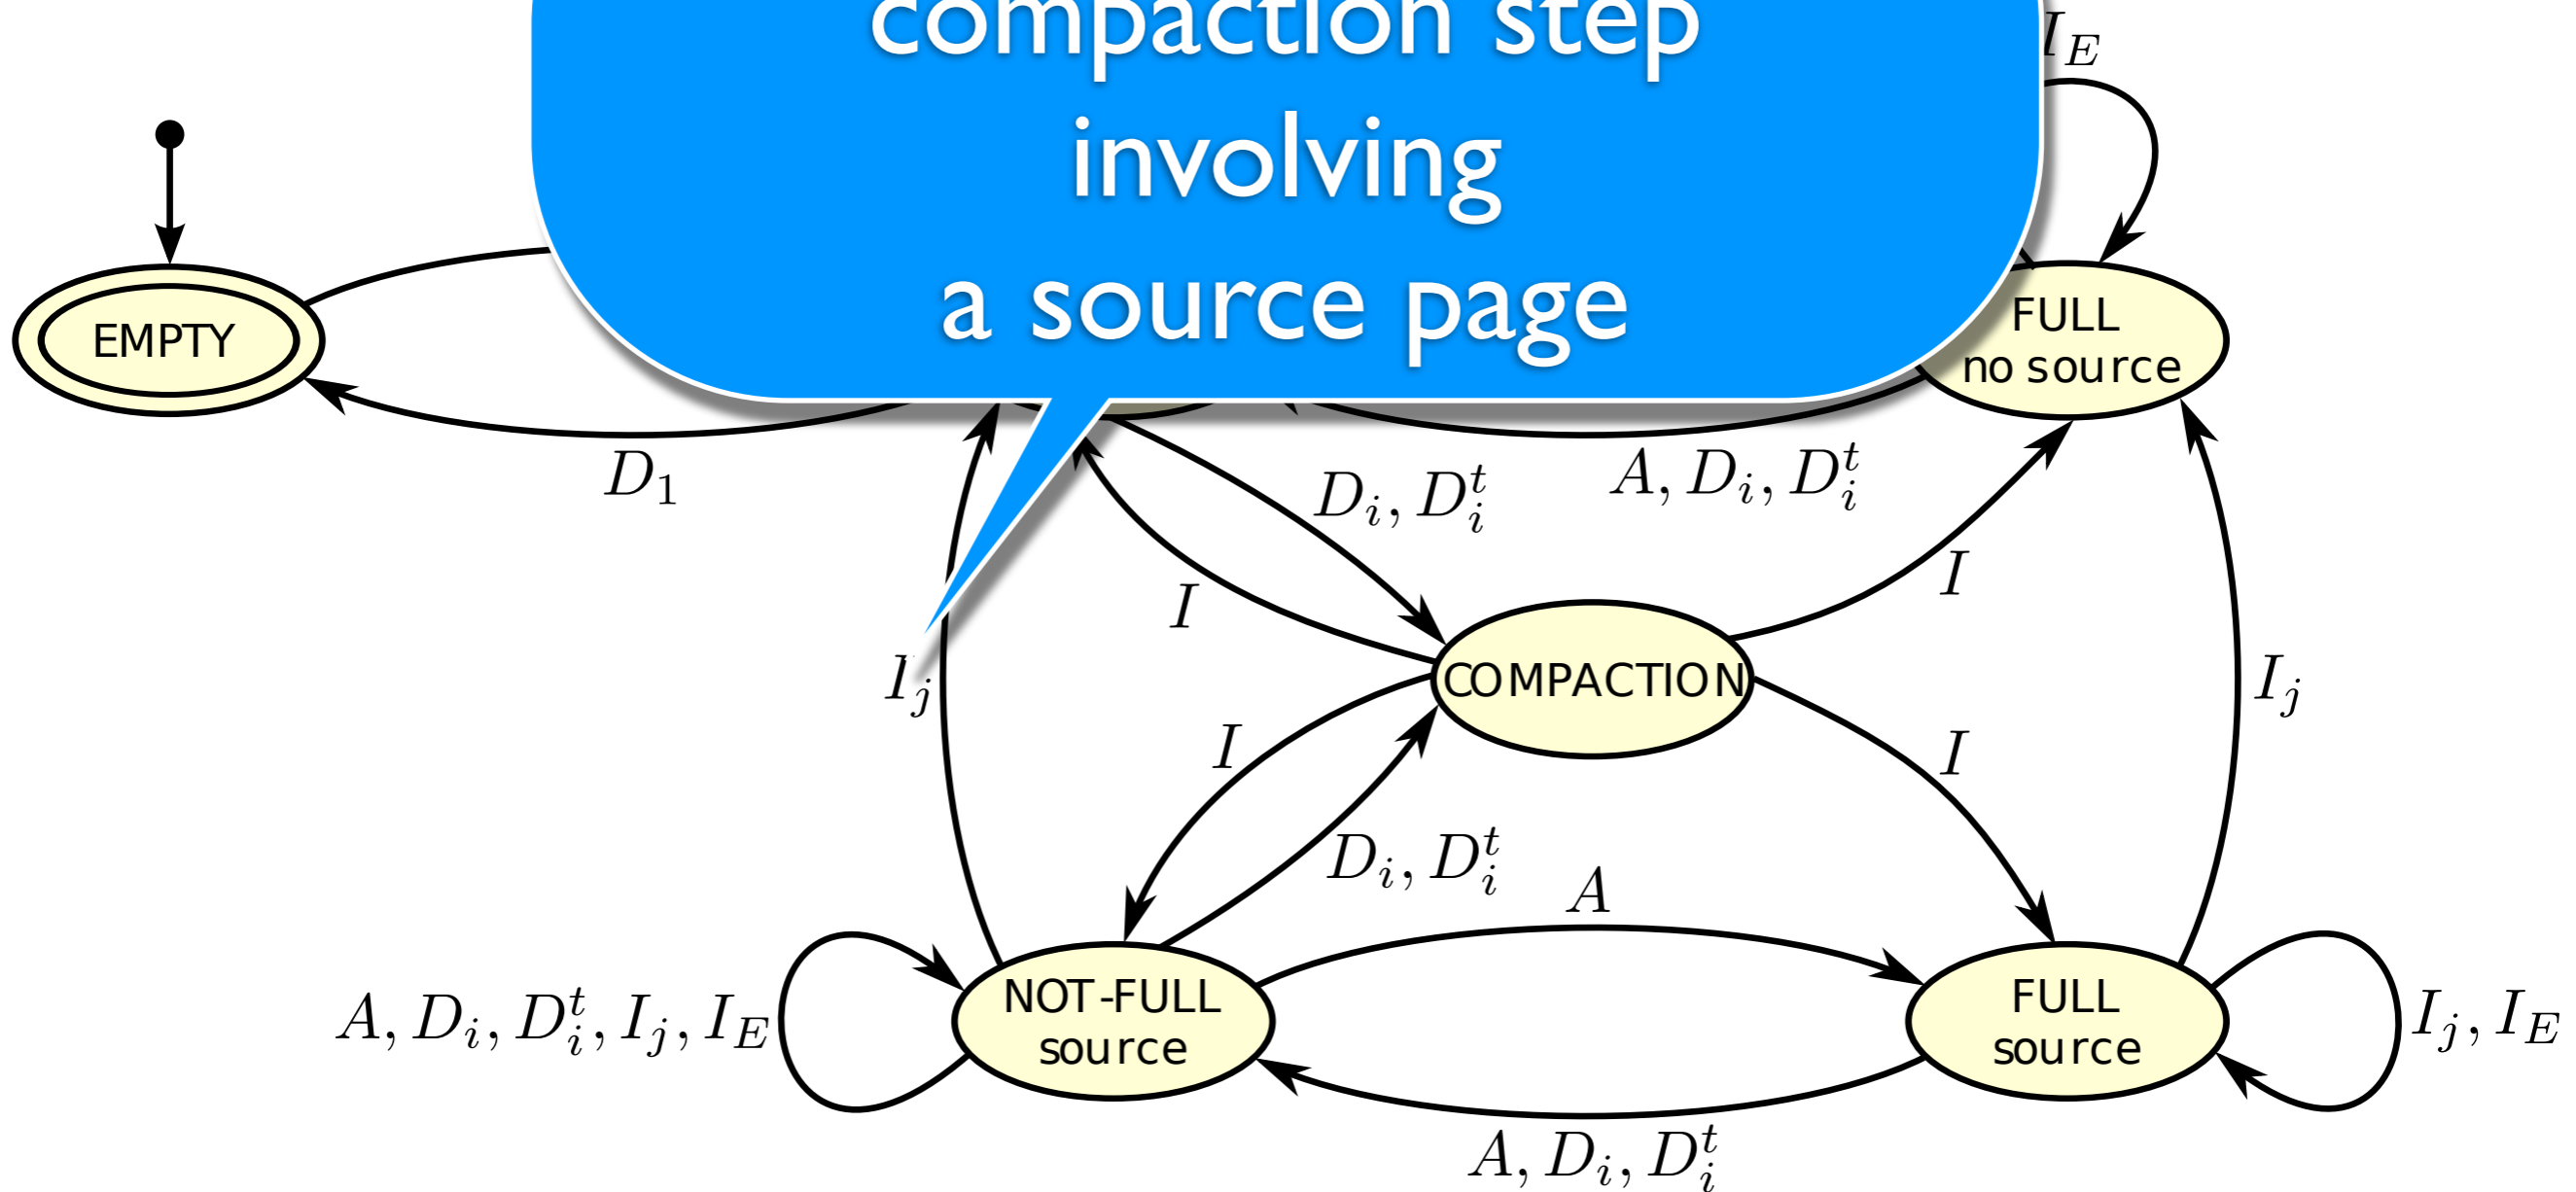 compaction step
involving
a source page
I_E
EMPTY
FULL
no source
D_1
D_i, D_i^t
A, D_i, D_i^t
I
I
I_j
COMPACTION
I_j
I
I
D_i, D_i^t
A
NOT-FULL
source
FULL
source
A, D_i, D_i^t, I_j, I_E
I_j, I_E
A, D_i, D_i^t